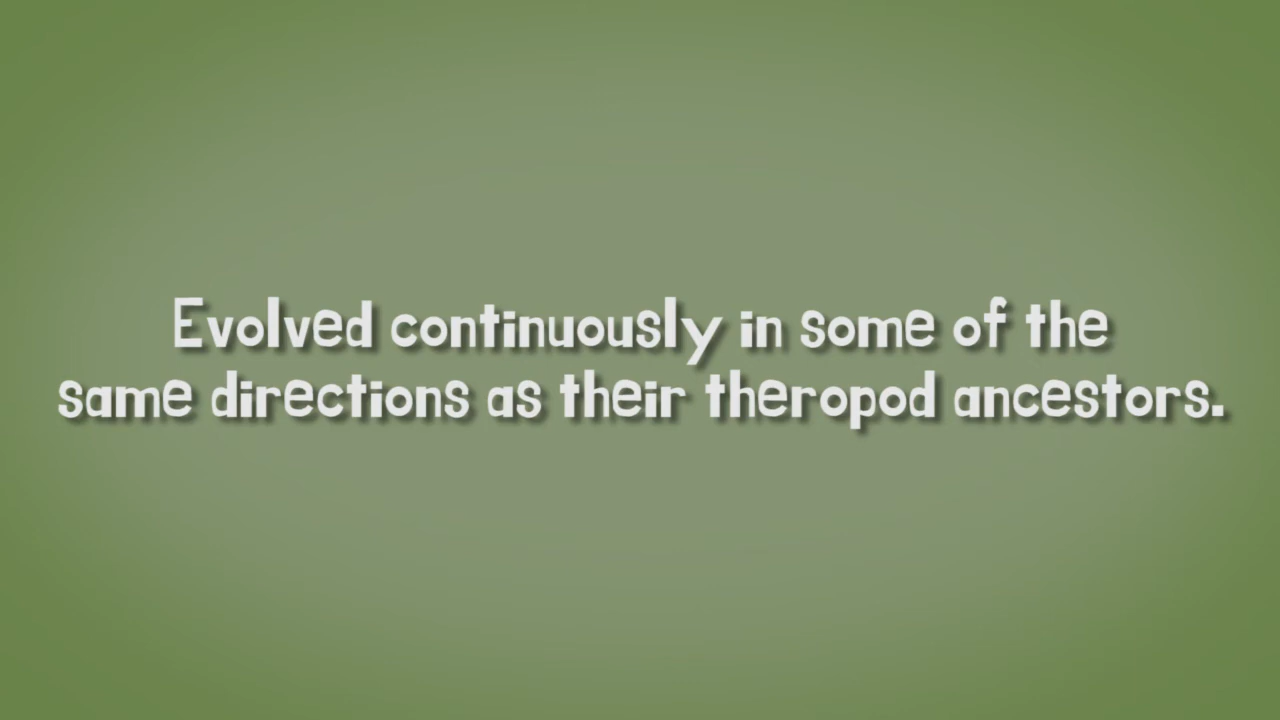 Evolved continuously in some of the
same directions as their theropod ancestors.